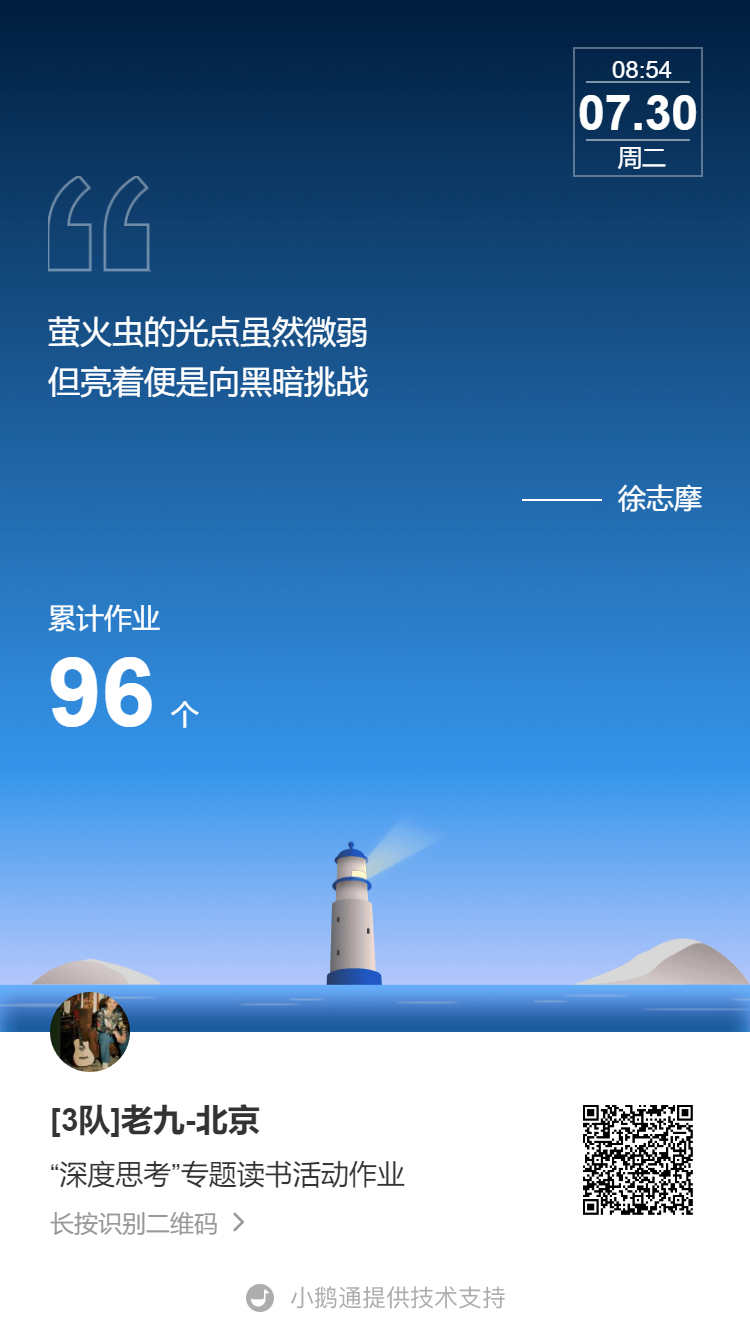 08:54
07.30
周二
萤火虫的光点虽然微弱
但亮着便是向黑暗挑战
徐志摩
累计作业
96 个
[3队]老九-北京
“深度思考”专题读书活动作业
长按识别二维码
小鹅通提供技术支持